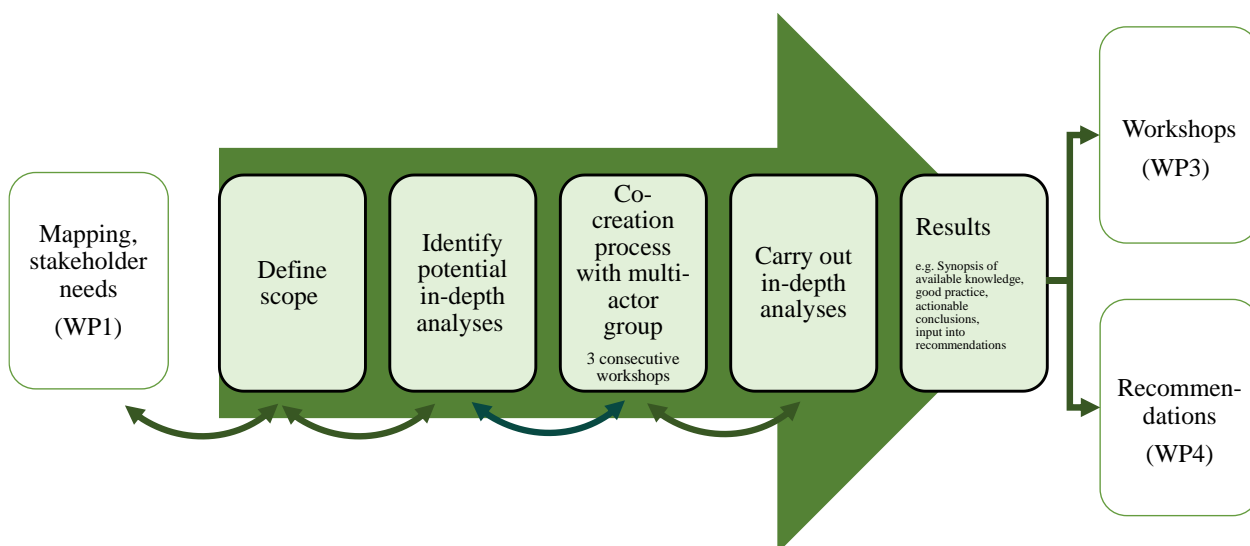 Mapping,
stakeholder
needs
(WP1)
Define
scope
Identify
potential
in-depth
analyses
Co-
creation
process
with multi-
actor
group
3 consecutive
workshops
Carry out
in-depth
analyses
Results
e.g. Synopsis of
available knowledge,
good practice,
actionable
conclusions,
input into
recommendations
Workshops
(WP3)
Recommen-
dations
(WP4)